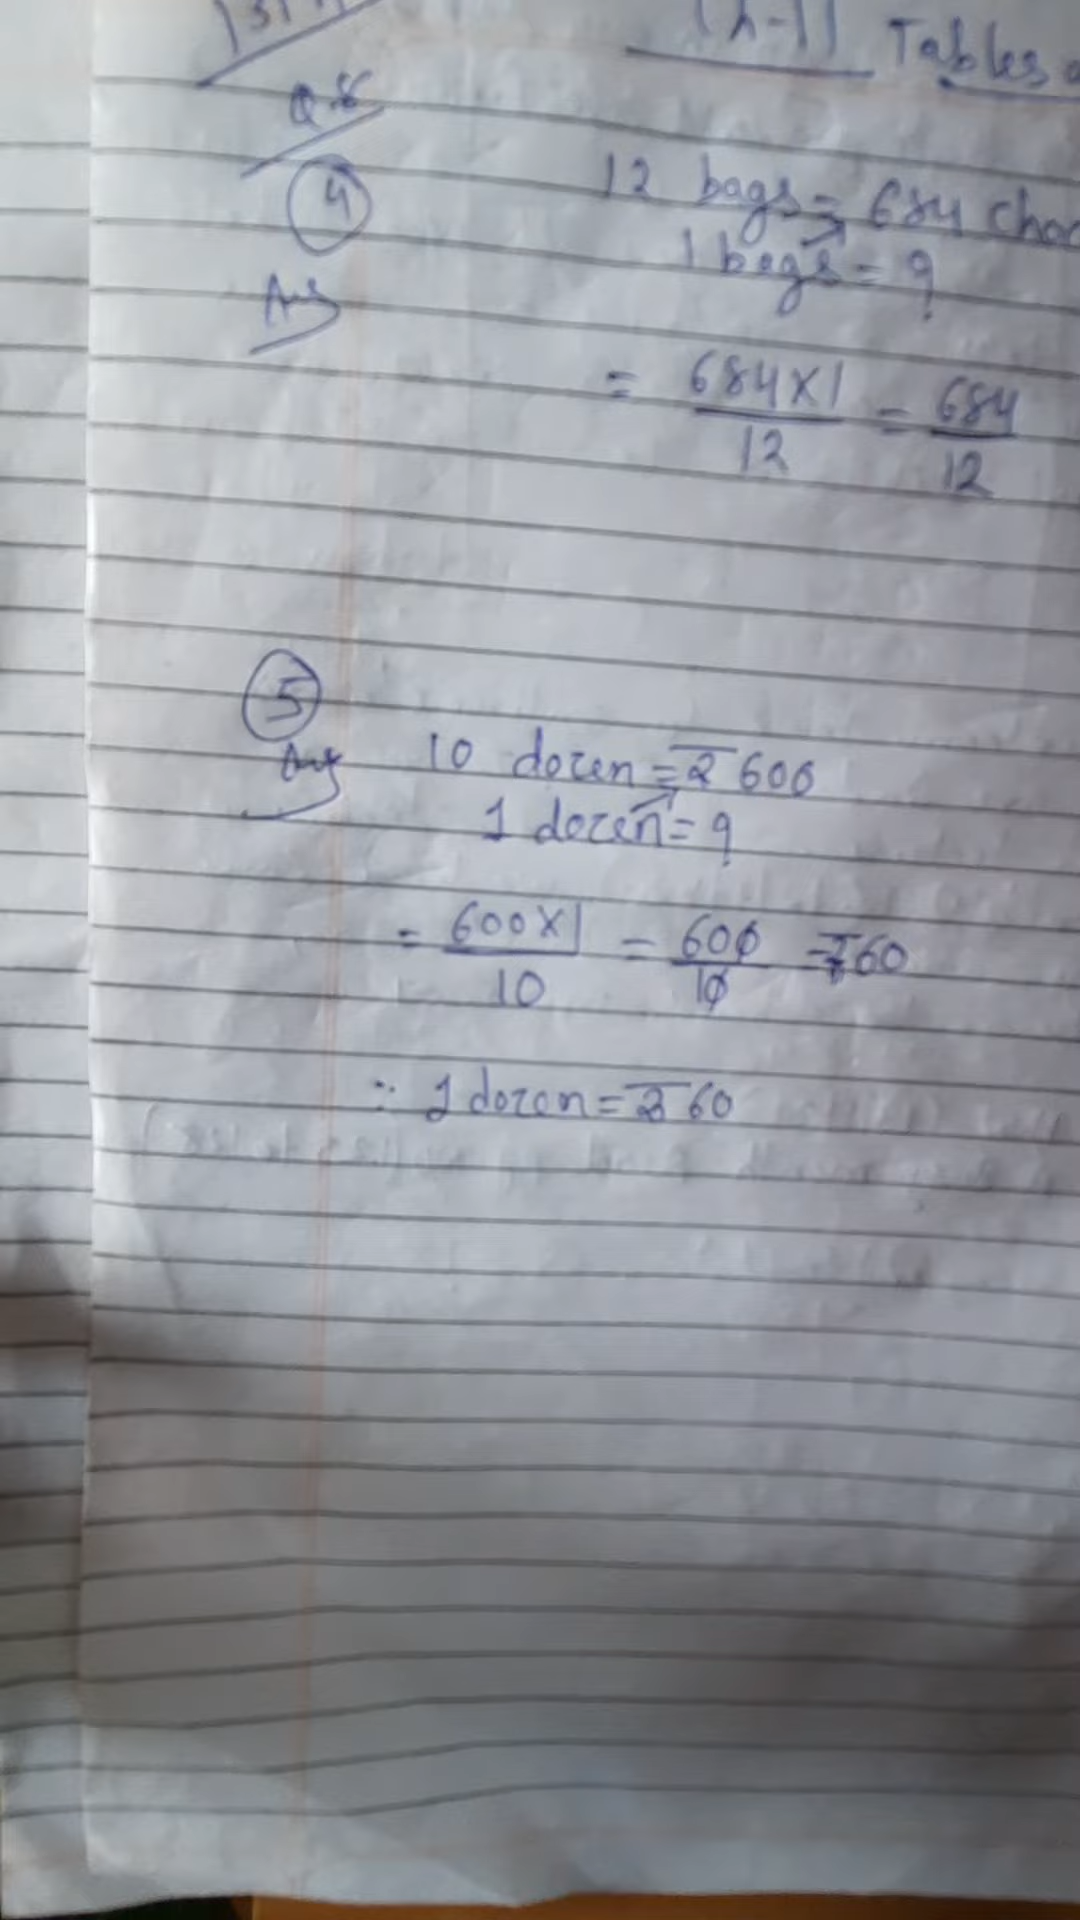 Tables
Q.8
4
12 bags = 684
1 bags = ?
Ans
= 684×1/12 = 684/12
5
Ans
10 dozen = ₹600
1 dozen = ?
= 600×1/10 = 600/10 = ₹60
∵ 1 dozen = ₹60